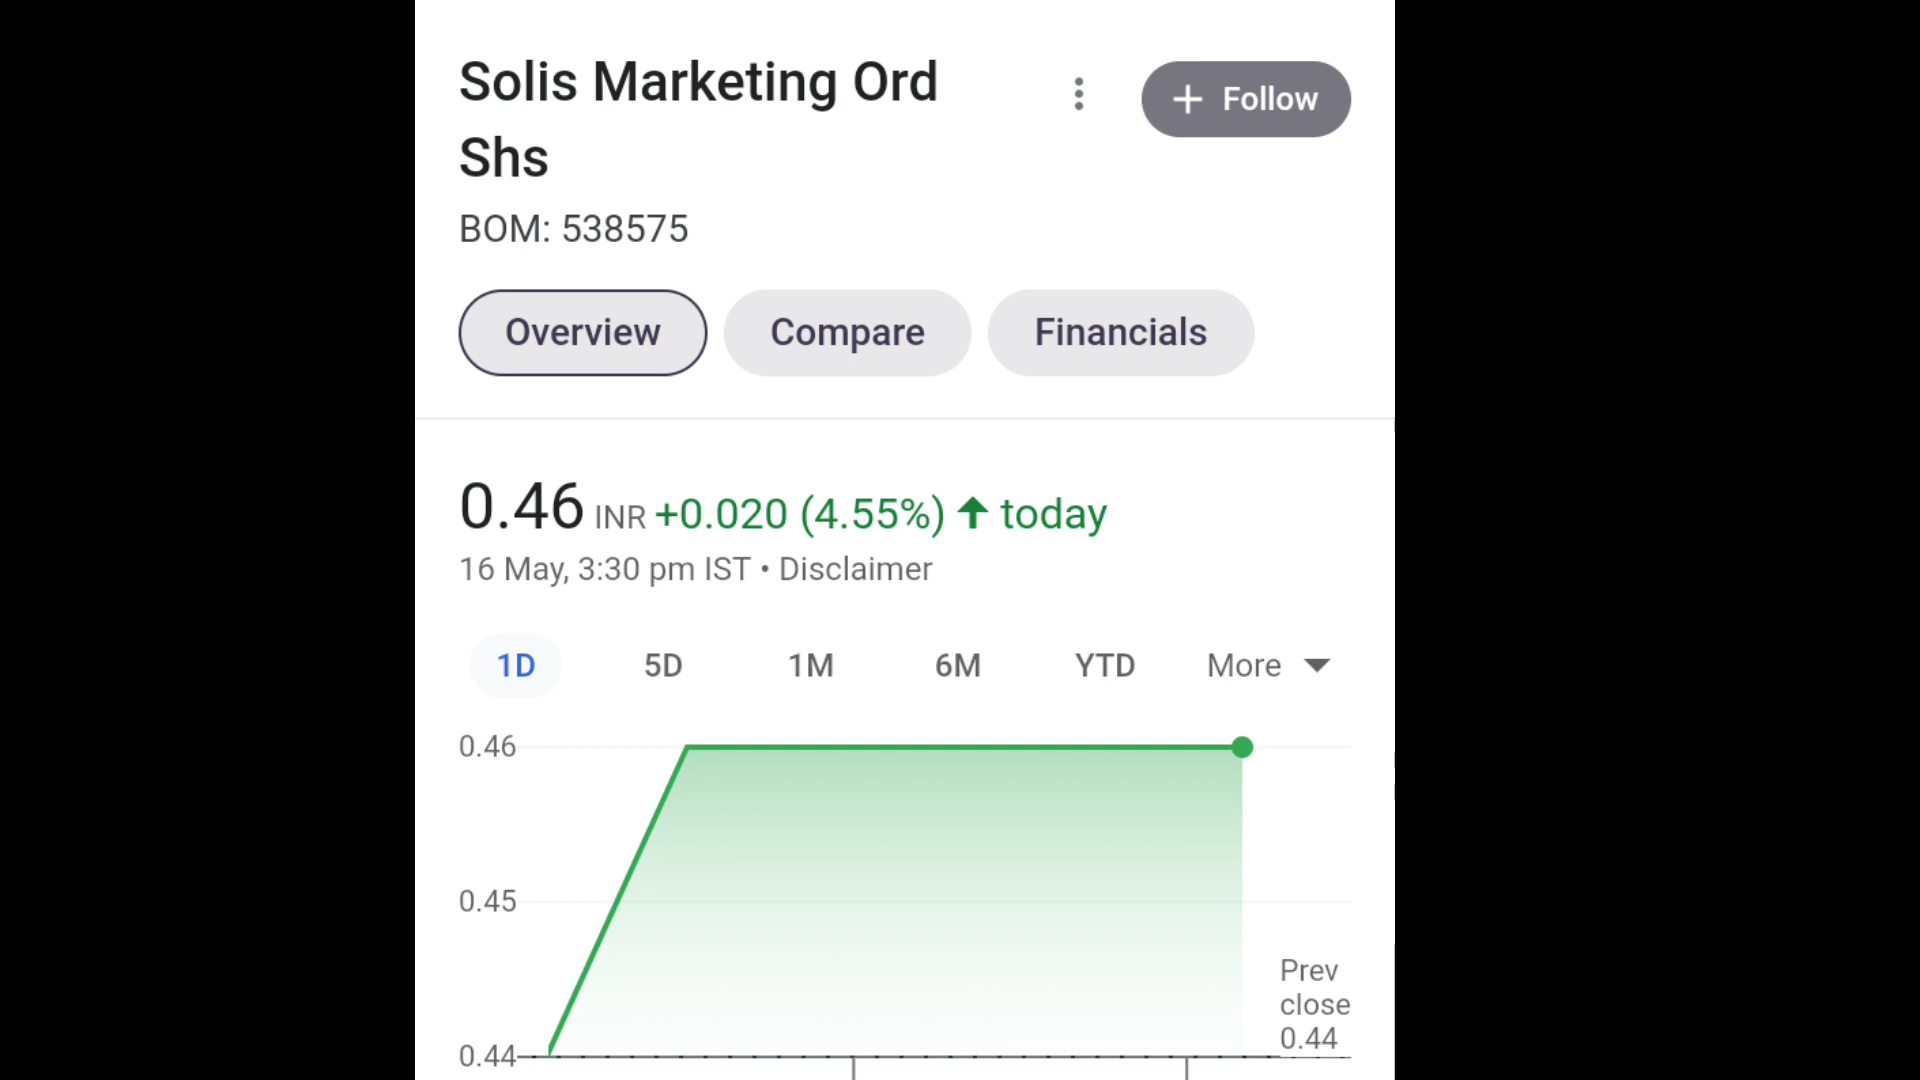 Solis Marketing Ord
Shs
+ Follow
BOM: 538575
Overview
Compare
Financials
0.46 INR +0.020 (4.55%) ↑ today
16 May, 3:30 pm IST • Disclaimer
1D
5D
1M
6M
YTD
More
0.46
0.45
0.44
Prev
close
0.44